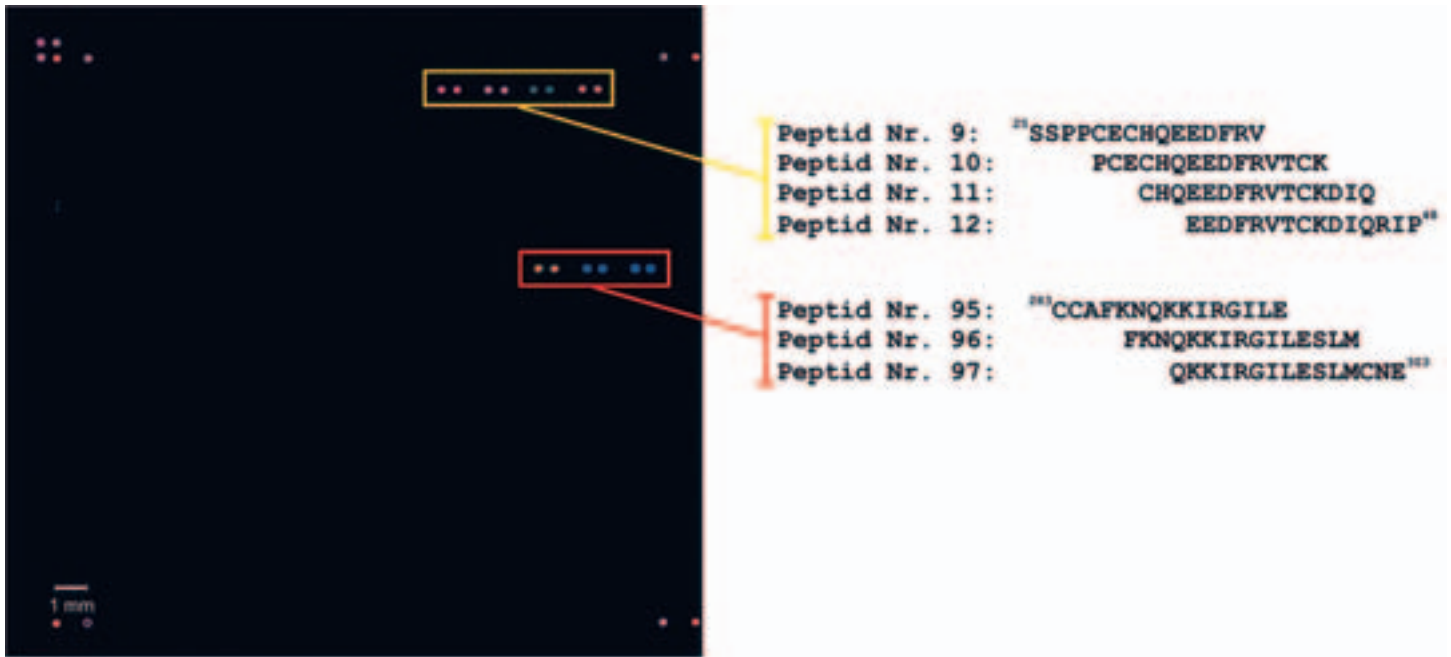 Peptid Nr. 9: ²⁵SSPPCECHQEEDFRV
Peptid Nr. 10: PCECHQEEDFRVTCK
Peptid Nr. 11: CHQEEDFRVTCKDIQ
Peptid Nr. 12: EEDFRVTCKDIQRIP
Peptid Nr. 95: ²⁸³CCAFKNQKKIRGILE
Peptid Nr. 96: FKNQKKIRGILESLM
Peptid Nr. 97: QKKIRGILESLMCNE³⁰³
1 mm